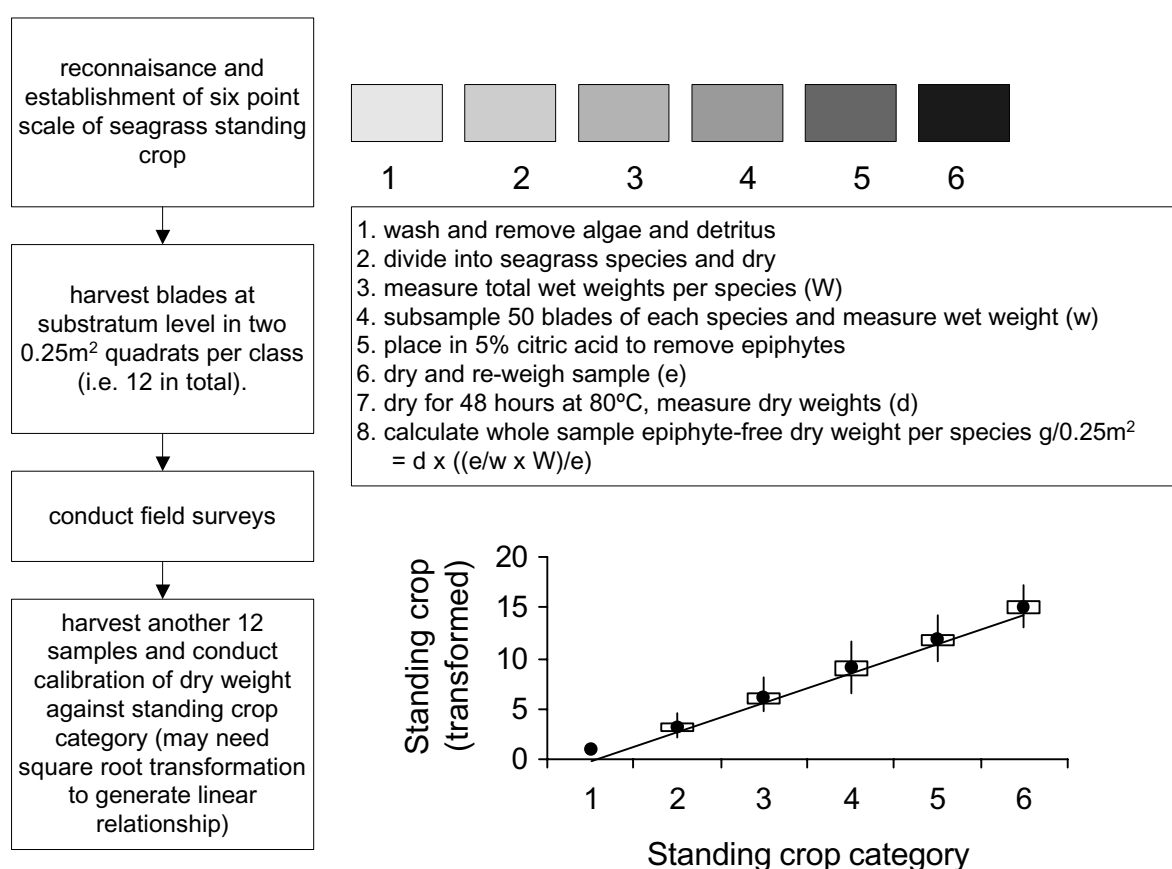 reconnaisance and
establishment of six point
scale of seagrass standing
crop
harvest blades at
substratum level in two
0.25m² quadrats per class
(i.e. 12 in total).
conduct field surveys
harvest another 12
samples and conduct
calibration of dry weight
against standing crop
category (may need
square root transformation
to generate linear
relationship)
1 2 3 4 5 6
1. wash and remove algae and detritus
2. divide into seagrass species and dry
3. measure total wet weights per species (W)
4. subsample 50 blades of each species and measure wet weight (w)
5. place in 5% citric acid to remove epiphytes
6. dry and re-weigh sample (e)
7. dry for 48 hours at 80ºC, measure dry weights (d)
8. calculate whole sample epiphyte-free dry weight per species g/0.25m²
= d x ((e/w x W)/e)
Standing crop
(transformed)
20
15
10
5
0
1 2 3 4 5 6
Standing crop category